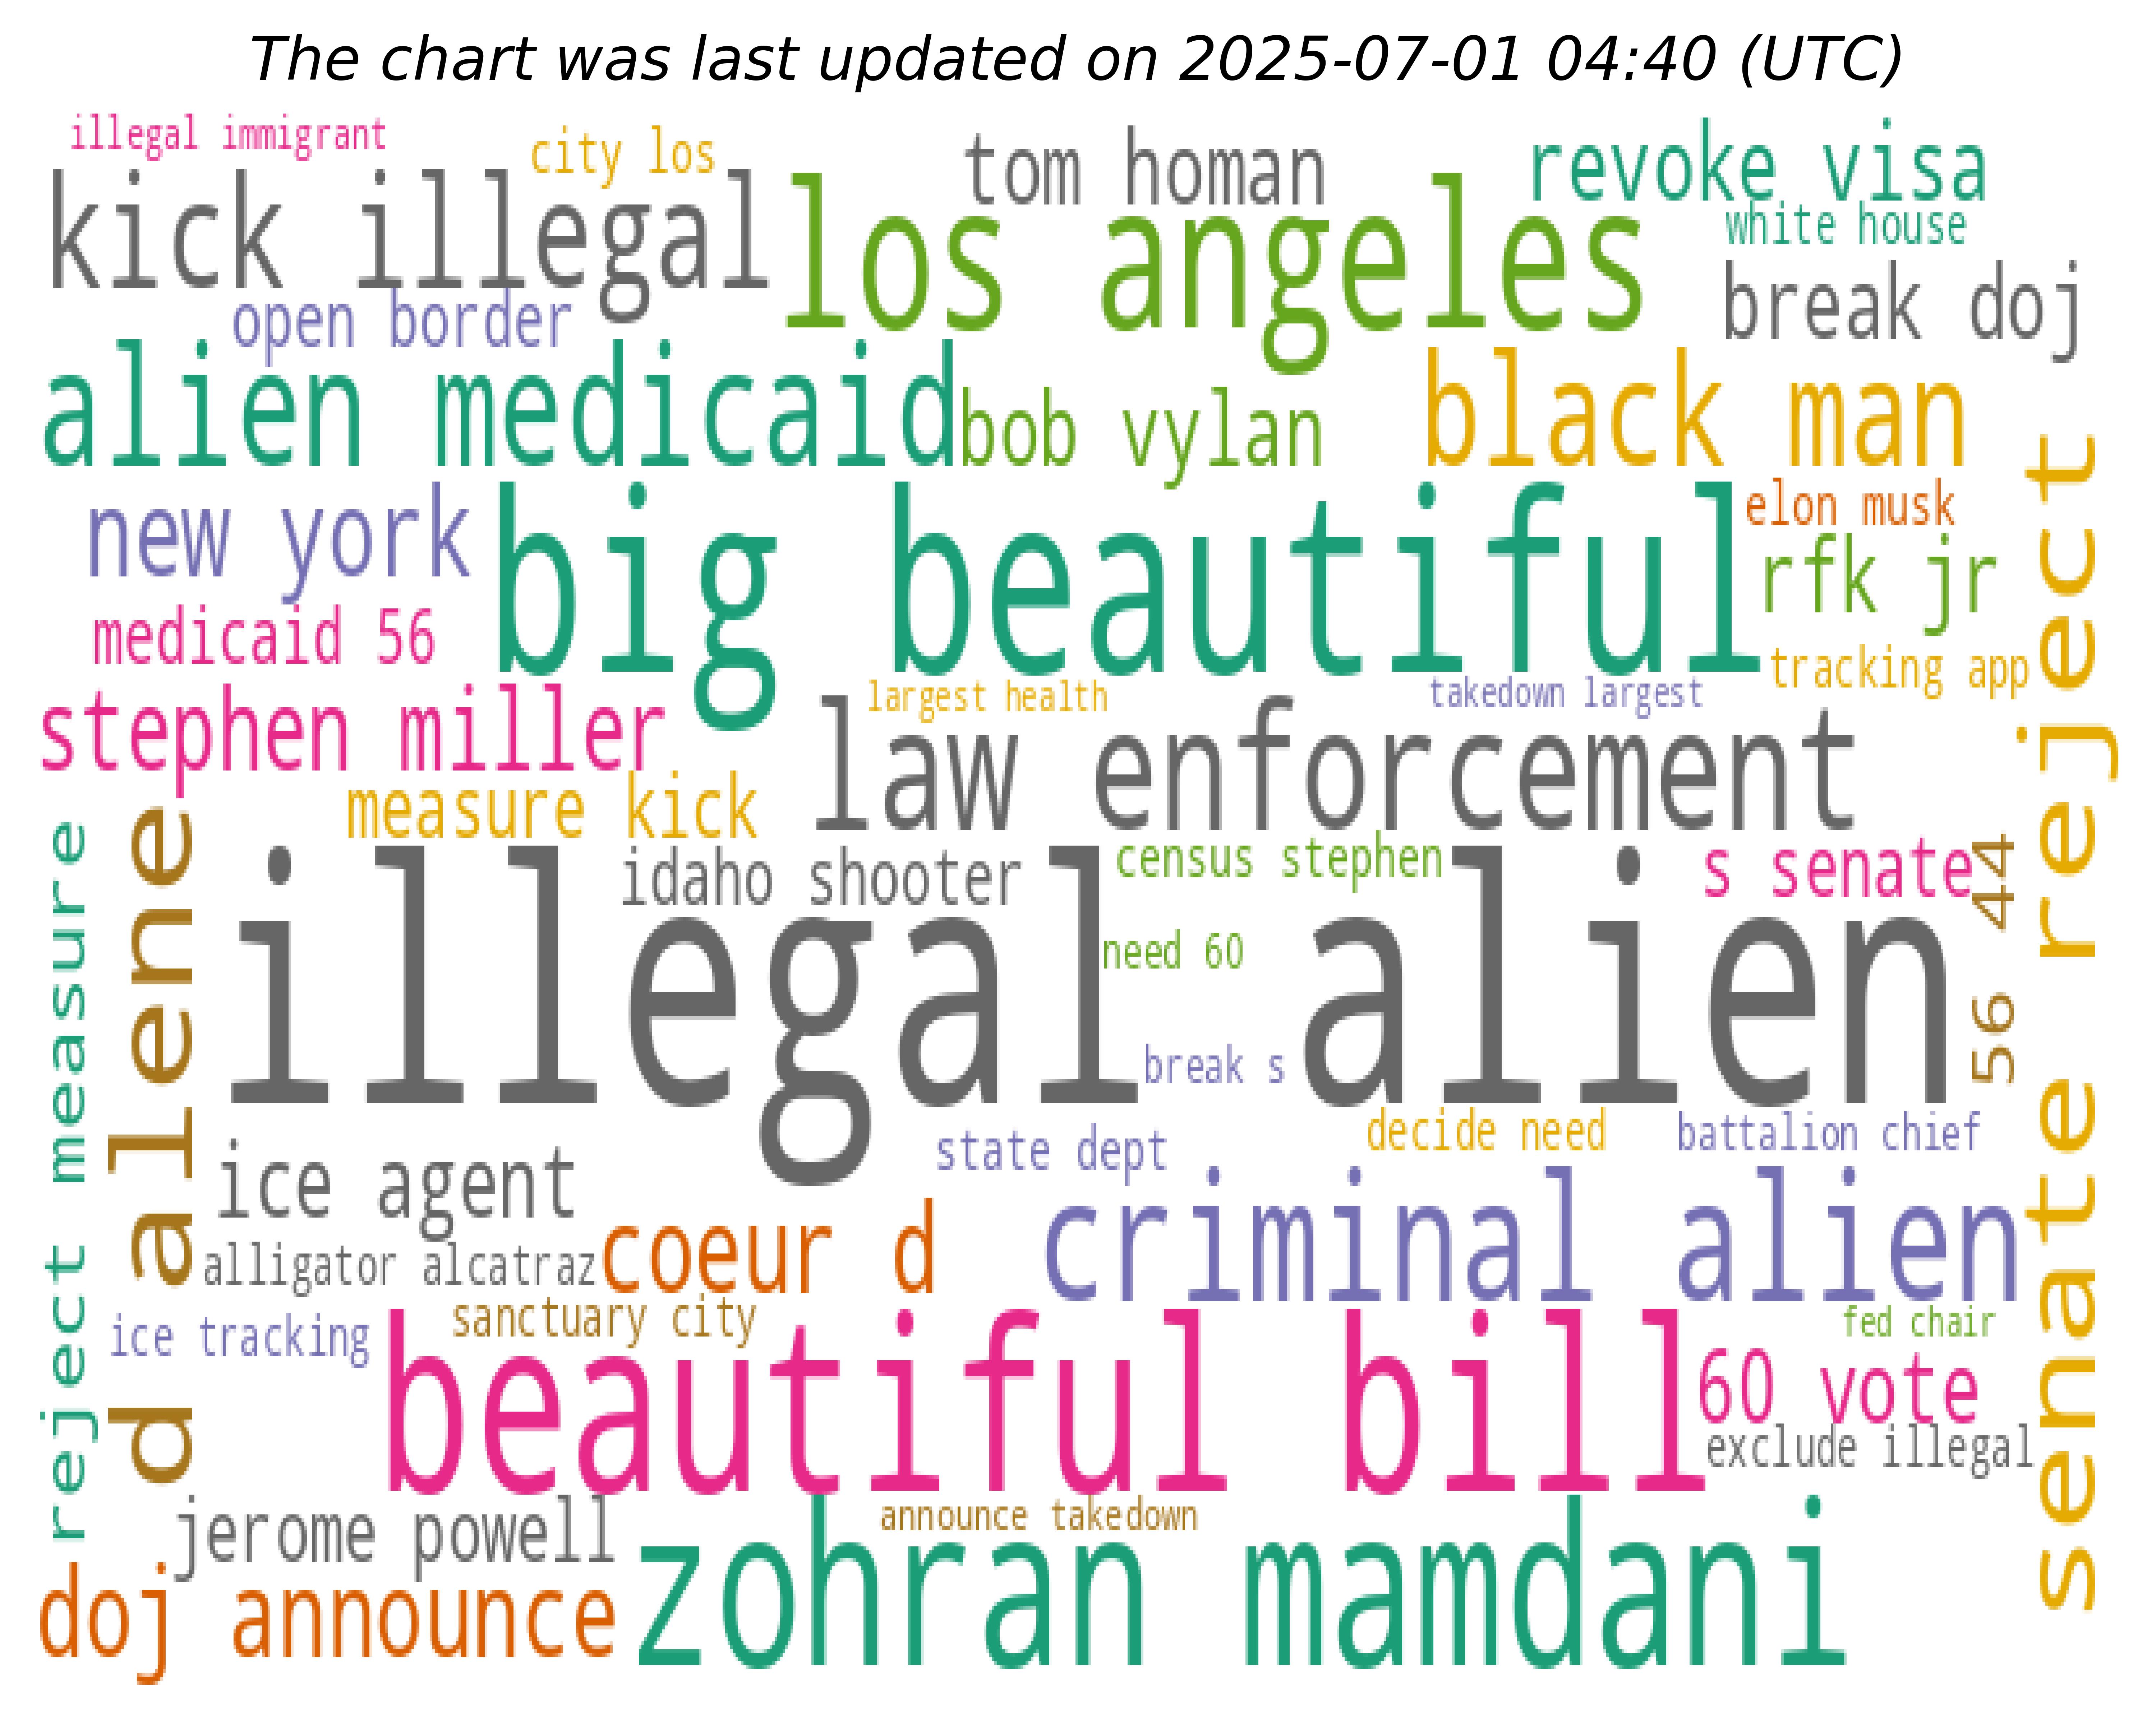 The chart was last updated on 2025-07-01 04:40 (UTC)
illegal immigrant
city los
tom homan
revoke visa
kick illegal
los angeles
white house
open border
break doj
alien medicaid
bob vylan
black man
new york
big beautiful
elon musk
rfk jr
medicaid 56
tracking app
stephen miller
largest health
takedown largest
law enforcement
measure kick
idaho shooter
census stephen
s senate
illegal alien
need 60
break s
56 44
senate reject
reject measure
d alene
state dept
decide need
battalion chief
ice agent
criminal alien
coeur d
alligator alcatraz
ice tracking
sanctuary city
fed chair
beautiful bill
60 vote
exclude illegal
jerome powell
announce takedown
doj announce
zohran mamdani